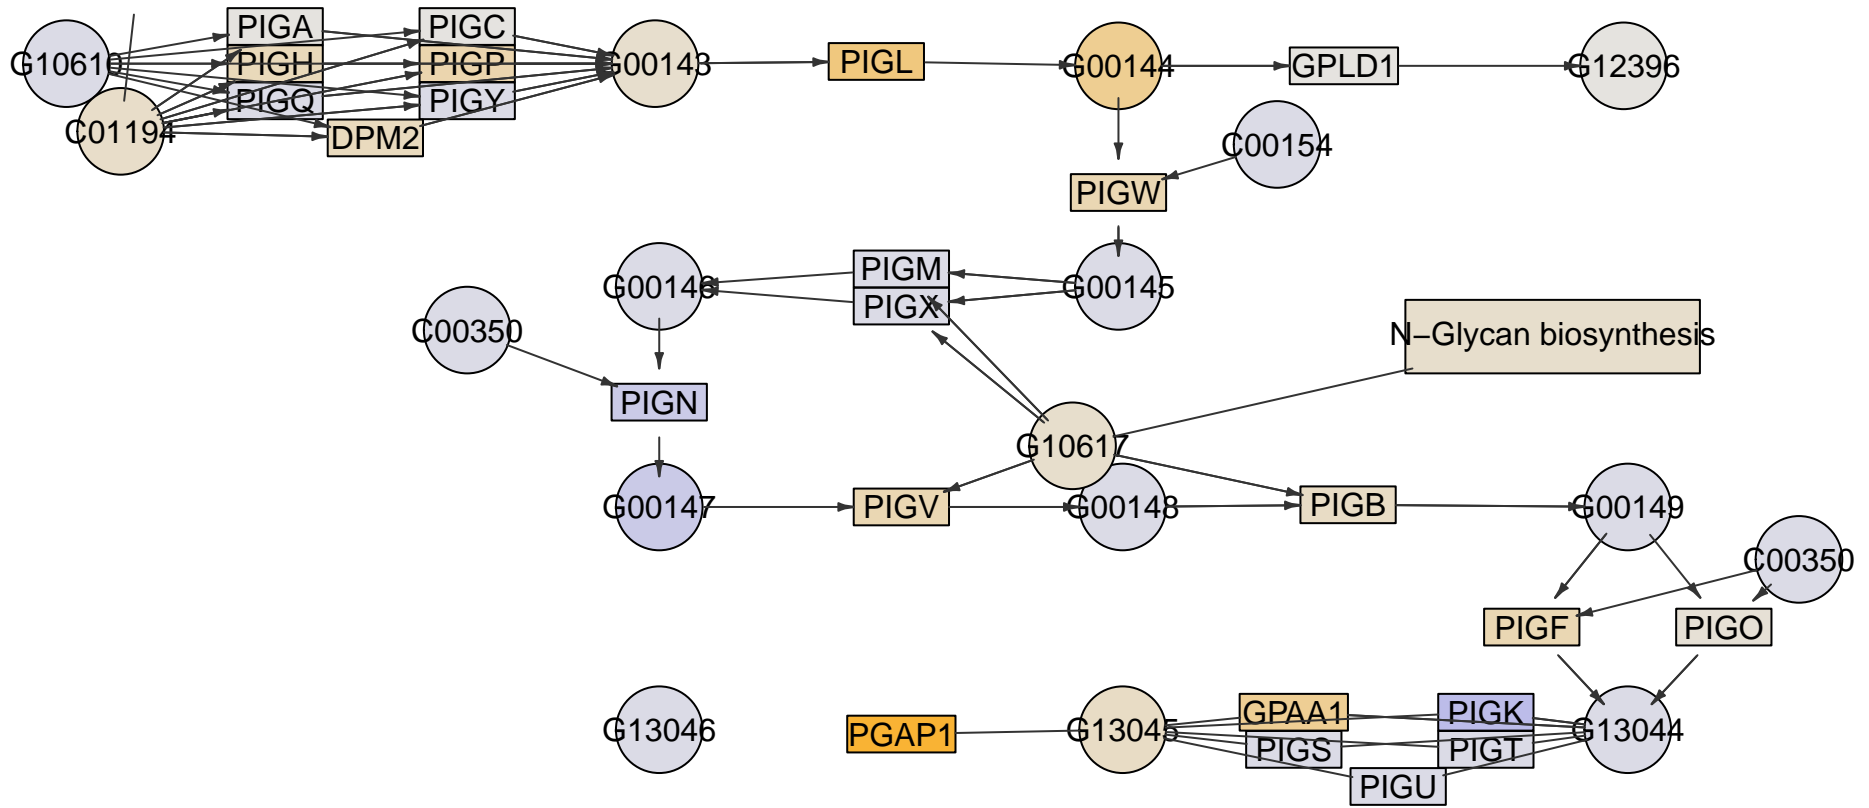 PIGA
PIGC
G10610
PIGH
PIGP
G00143
PIGL
G00144
GPLD1
G12396
PIGQ
PIGY
C01194
DPM2
C00154
PIGW
PIGM
G00146
G00145
PIGX
C00350
N−Glycan biosynthesis
PIGN
G10617
G00147
PIGV
G00148
PIGB
G00149
C00350
PIGF
PIGO
GPAA1
PIGK
G13046
PGAP1
G13045
G13044
PIGS
PIGT
PIGU